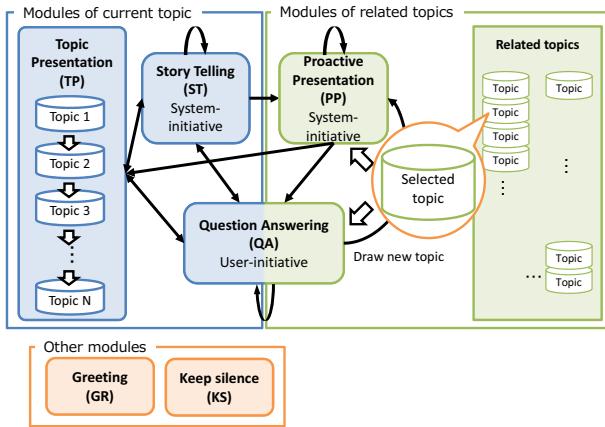 Modules of current topic
Modules of related topics
Topic
Presentation
(TP)
Topic 1
Topic 2
Topic 3
⋮
Topic N
Story Telling
(ST)
System-
initiative
Proactive
Presentation
(PP)
System-
initiative
Question Answering
(QA)
User-initiative
Selected
topic
Draw new topic
Related topics
Topic
Topic
Topic
Topic
⋮
Topic
⋮
...
Topic
Topic
Other modules
Greeting
(GR)
Keep silence
(KS)